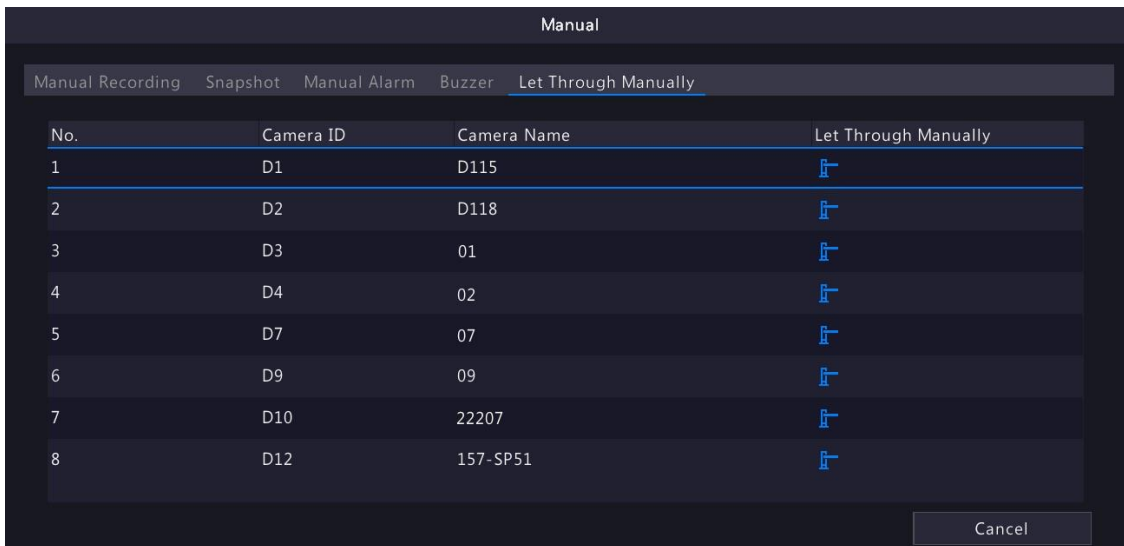 Manual
Manual Recording Snapshot Manual Alarm Buzzer Let Through Manually
No. Camera ID Camera Name Let Through Manually
1 D1 D115
2 D2 D118
3 D3 01
4 D4 02
5 D7 07
6 D9 09
7 D10 22207
8 D12 157-SP51
Cancel